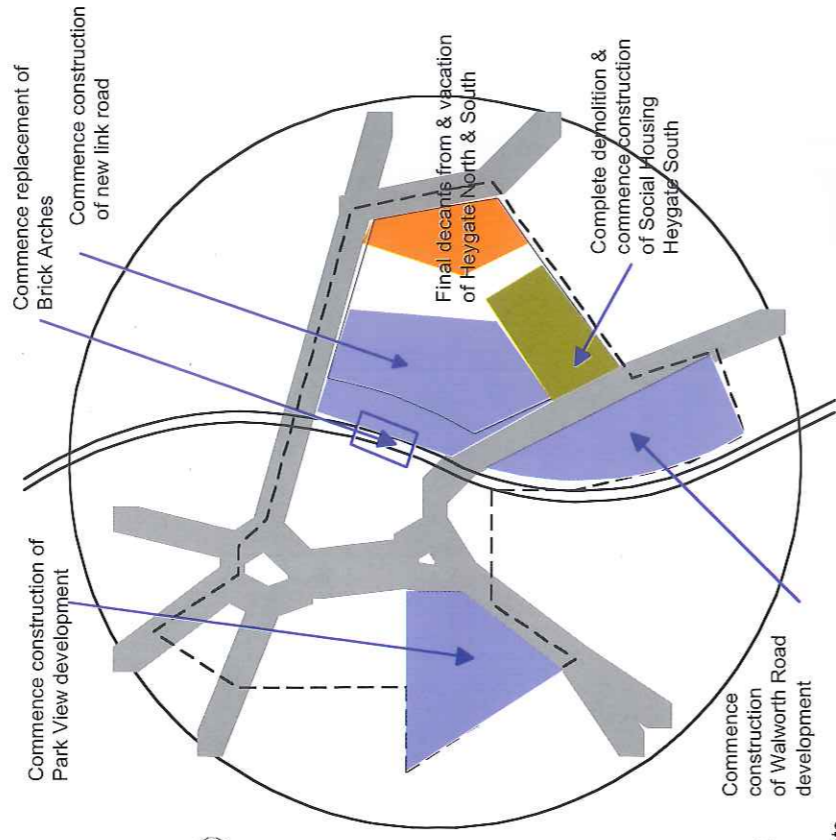 Commence construction of
Park View development
Commence replacement of
Brick Arches
Commence construction
of new link road
Final decants from & vacation
of Heygate North & South
Complete demolition &
commence construction
of Social Housing
Heygate South
Commence
construction
of Walworth Road
development